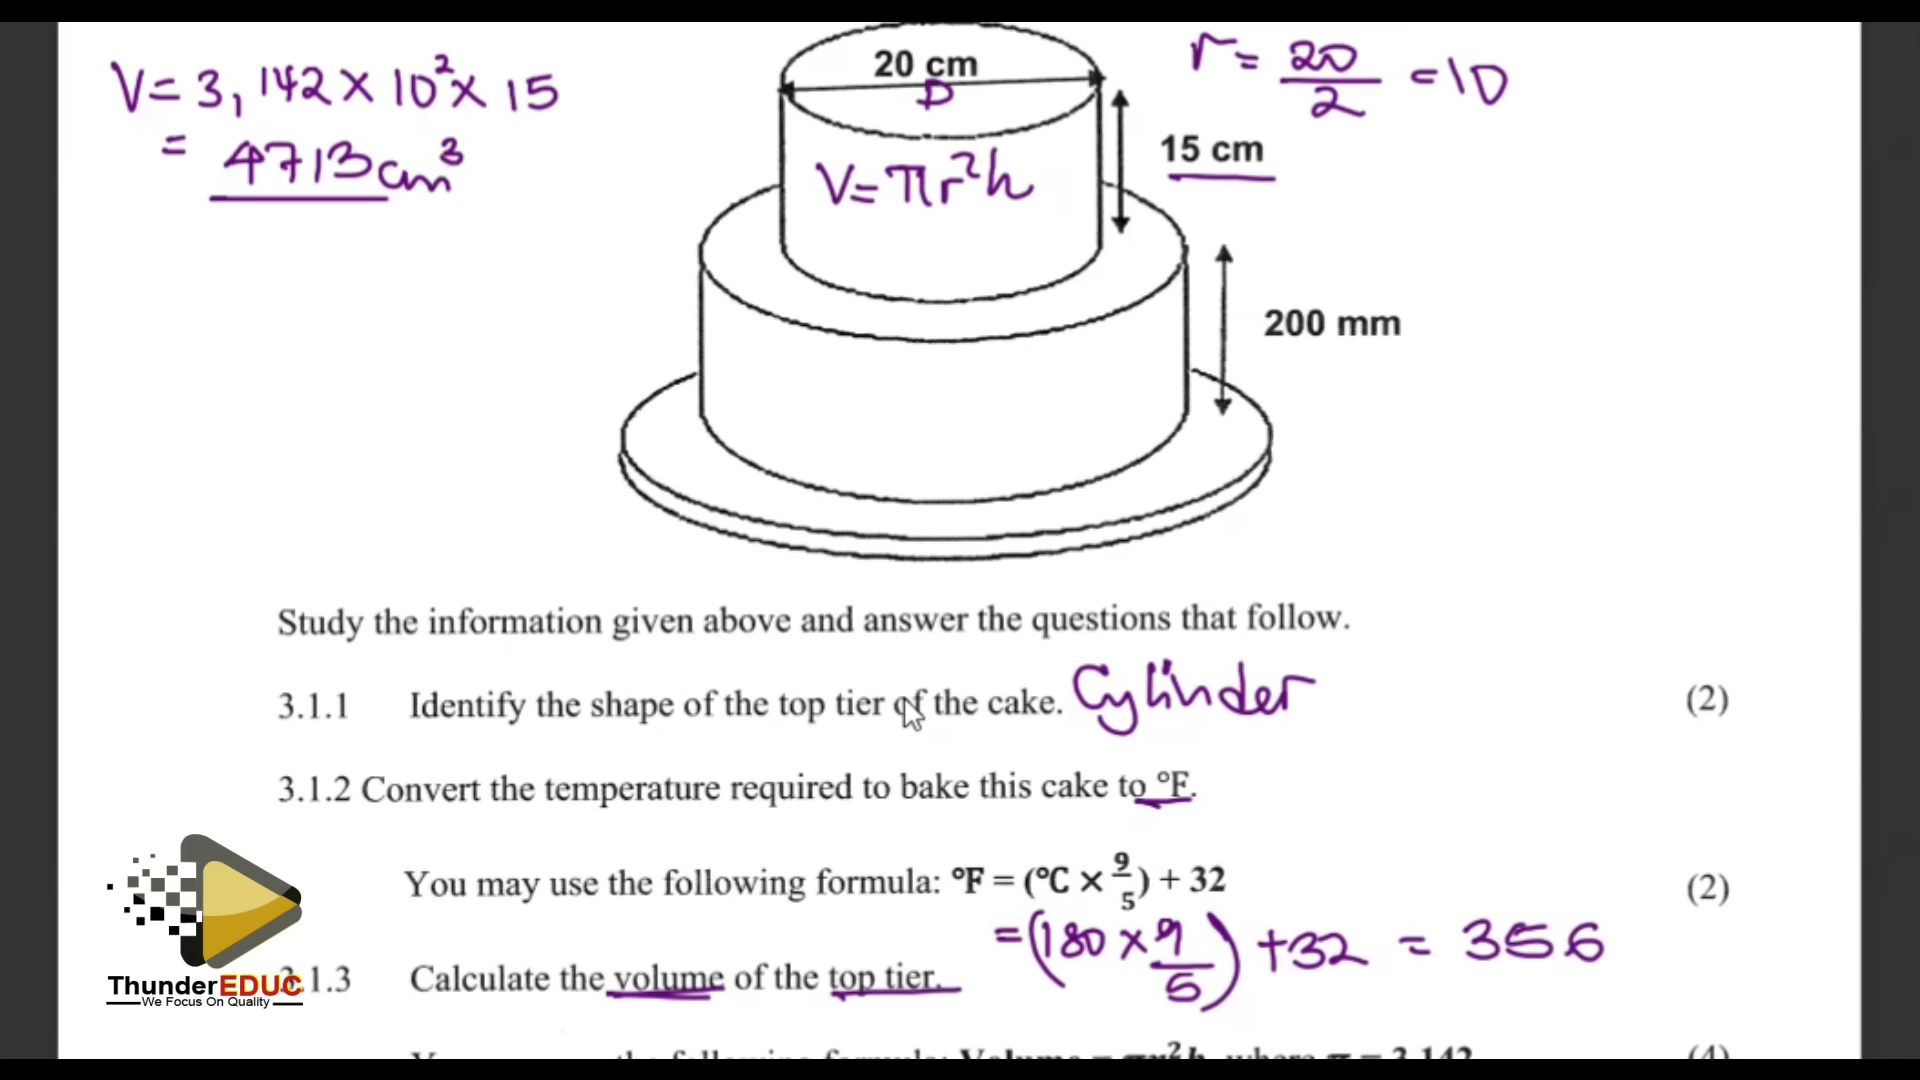 V= 3,142 × 10² × 15
= 4713 cm³
20 cm
D
r = 20/2 = 10
15 cm
V= πr²h
200 mm
Study the information given above and answer the questions that follow.
3.1.1 Identify the shape of the top tier of the cake. Cylinder (2)
3.1.2 Convert the temperature required to bake this cake to °F.
You may use the following formula: °F = (°C × 9/5) + 32 (2)
= (180 × 9/5) + 32 = 356
3.1.3 Calculate the volume of the top tier.
ThunderEDUC
We Focus On Quality